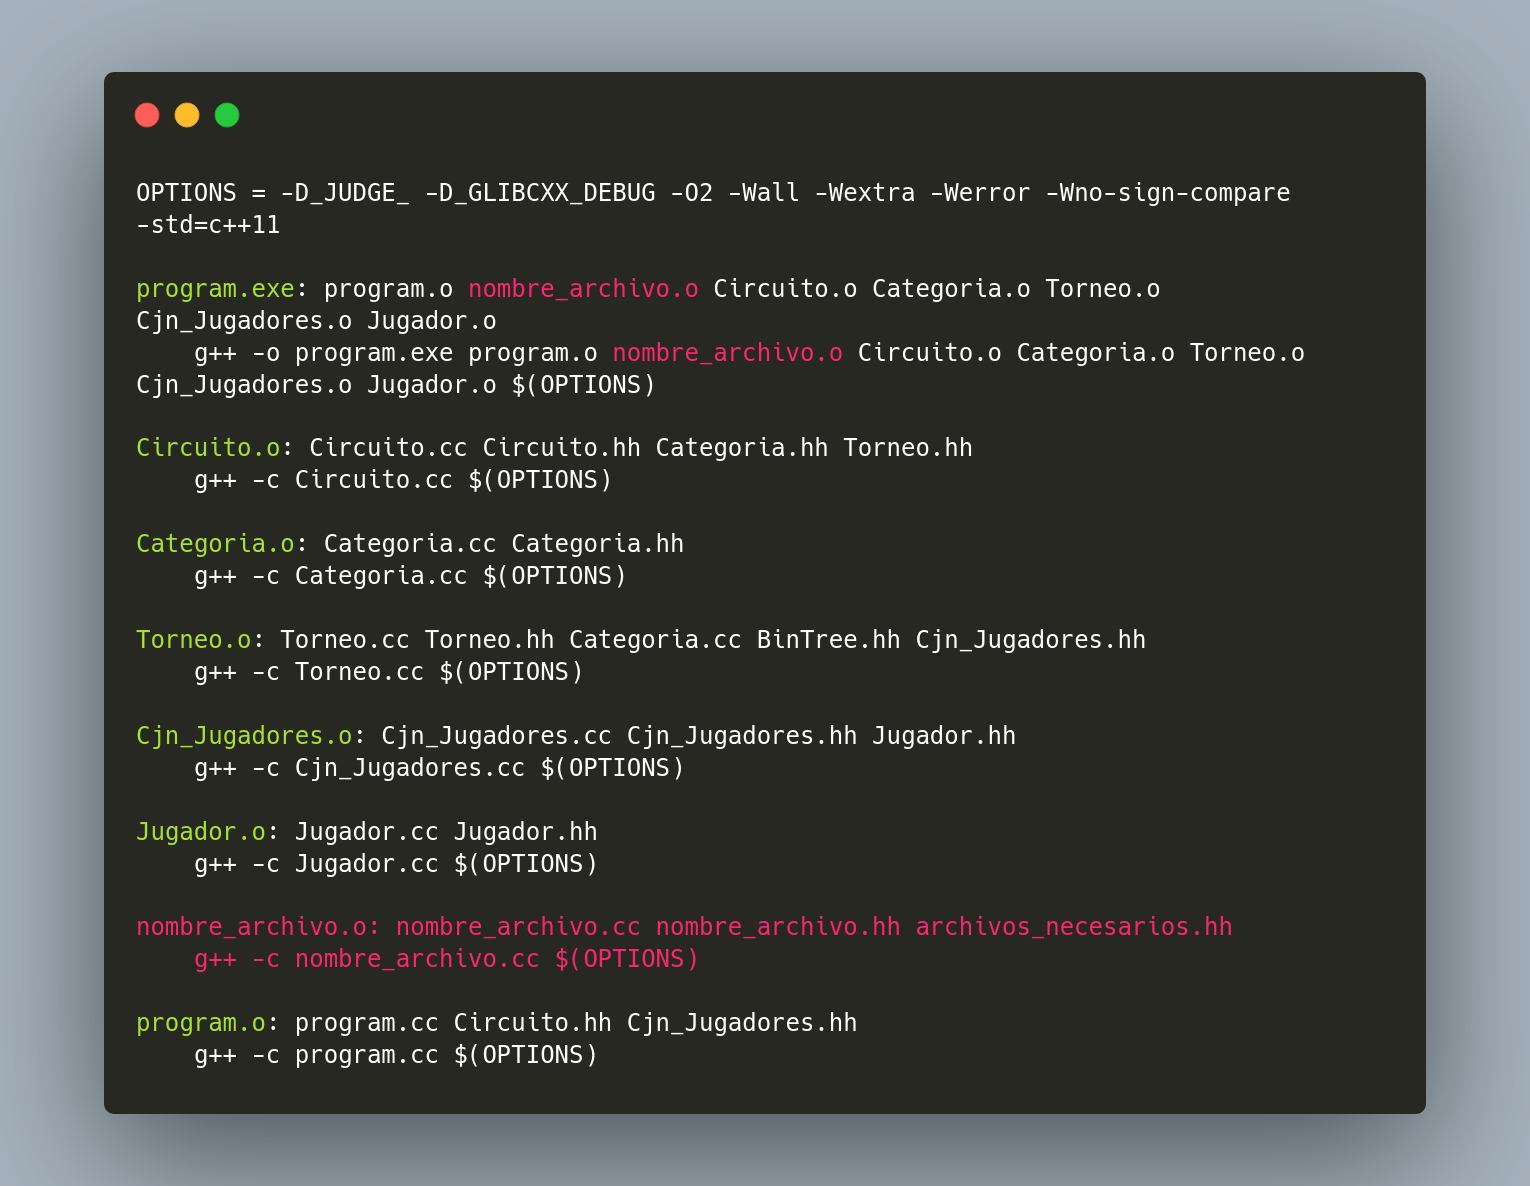 OPTIONS = -D_JUDGE_ -D_GLIBCXX_DEBUG -O2 -Wall -Wextra -Werror -Wno-sign-compare
-std=c++11
program.exe: program.o nombre_archivo.o Circuito.o Categoria.o Torneo.o
Cjn_Jugadores.o Jugador.o
g++ -o program.exe program.o nombre_archivo.o Circuito.o Categoria.o Torneo.o
Cjn_Jugadores.o Jugador.o $(OPTIONS)
Circuito.o: Circuito.cc Circuito.hh Categoria.hh Torneo.hh
g++ -c Circuito.cc $(OPTIONS)
Categoria.o: Categoria.cc Categoria.hh
g++ -c Categoria.cc $(OPTIONS)
Torneo.o: Torneo.cc Torneo.hh Categoria.cc BinTree.hh Cjn_Jugadores.hh
g++ -c Torneo.cc $(OPTIONS)
Cjn_Jugadores.o: Cjn_Jugadores.cc Cjn_Jugadores.hh Jugador.hh
g++ -c Cjn_Jugadores.cc $(OPTIONS)
Jugador.o: Jugador.cc Jugador.hh
g++ -c Jugador.cc $(OPTIONS)
nombre_archivo.o: nombre_archivo.cc nombre_archivo.hh archivos_necesarios.hh
g++ -c nombre_archivo.cc $(OPTIONS)
program.o: program.cc Circuito.hh Cjn_Jugadores.hh
g++ -c program.cc $(OPTIONS)